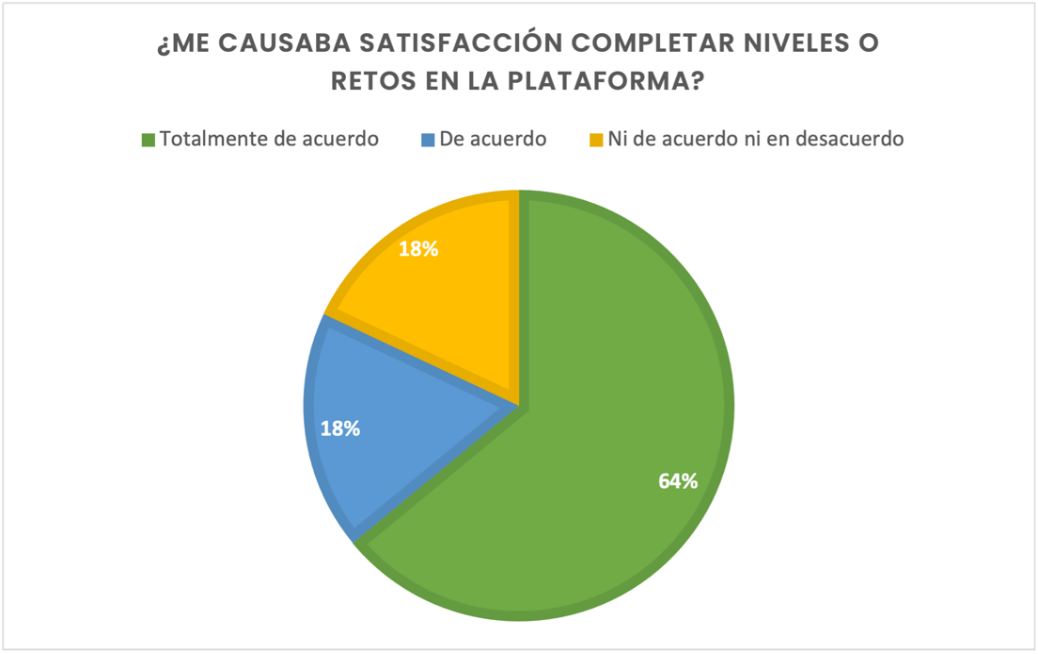 ¿ME CAUSABA SATISFACCIÓN COMPLETAR NIVELES O
RETOS EN LA PLATAFORMA?
Totalmente de acuerdo De acuerdo Ni de acuerdo ni en desacuerdo
18%
18%
64%